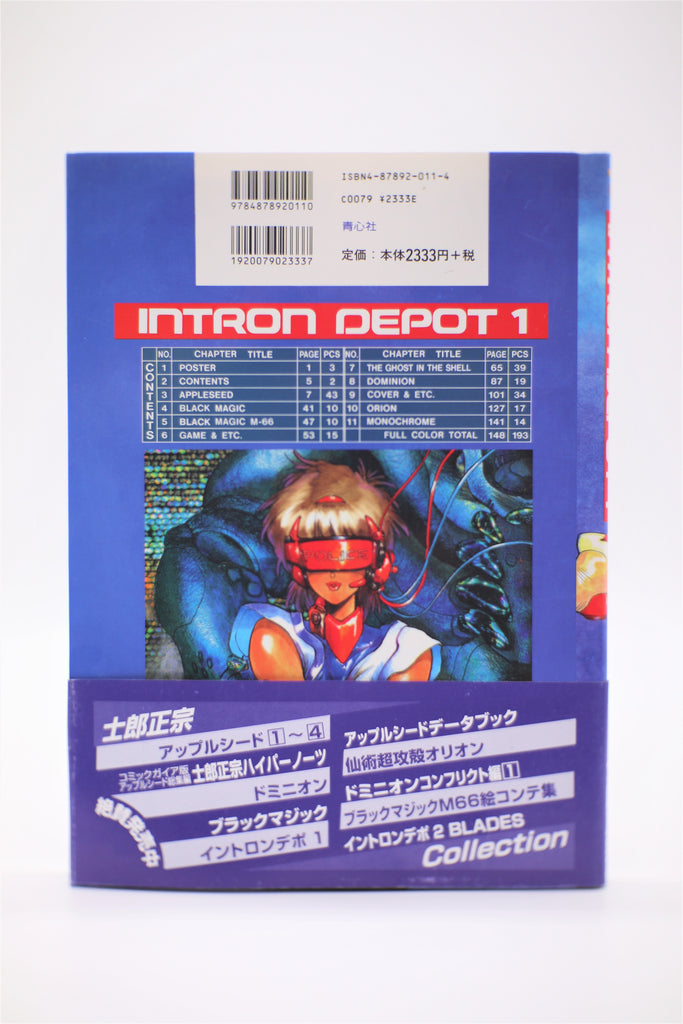 ISBN4-87892-011-4
9784878920110
C0079 ¥2333E
青心社
1920079023337
定価：本体2333円＋税
INTRON DEPOT 1
CONTENTS
NO. CHAPTER TITLE PAGE PCS NO. CHAPTER TITLE PAGE PCS
1 POSTER 1 3 7 THE GHOST IN THE SHELL 65 39
2 CONTENTS 5 2 8 DOMINION 87 19
3 APPLESEED 7 43 9 COVER & ETC. 101 34
4 BLACK MAGIC 41 10 10 ORION 127 17
5 BLACK MAGIC M-66 47 10 11 MONOCHROME 141 14
6 GAME & ETC. 53 15 FULL COLOR TOTAL 148 193
士郎正宗
アップルシード1～4
コミックガイア版
アップルシード総集編 士郎正宗ハイパーノーツ
ドミニオン
ブラックマジック
イントロンデポ 1
絶賛発売中
アップルシードデータブック
仙術超攻殻オリオン
ドミニオンコンフリクト編1
ブラックマジックM66絵コンテ集
イントロンデポ 2 BLADES
Collection